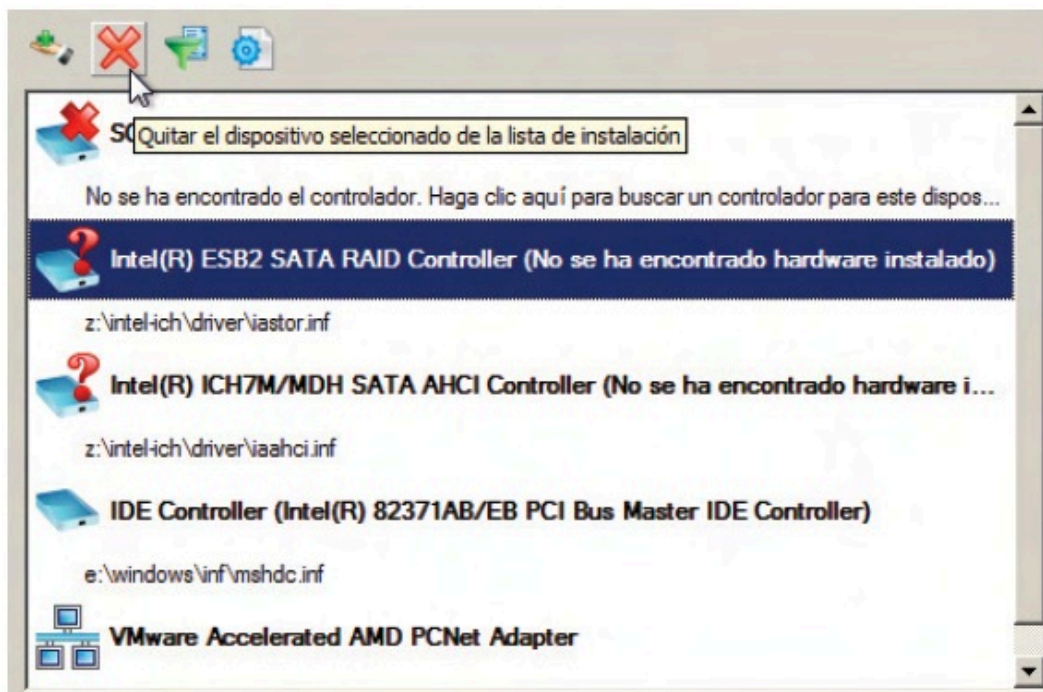 Quitar el dispositivo seleccionado de la lista de instalación
No se ha encontrado el controlador. Haga clic aquí para buscar un controlador para este dispos...
Intel(R) ESB2 SATA RAID Controller (No se ha encontrado hardware instalado)
z:\intel-ich\driver\iastor.inf
Intel(R) ICH7M/MDH SATA AHCI Controller (No se ha encontrado hardware i...
z:\intel-ich\driver\iaahci.inf
IDE Controller (Intel(R) 82371AB/EB PCI Bus Master IDE Controller)
e:\windows\inf\mshdc.inf
VMware Accelerated AMD PCNet Adapter